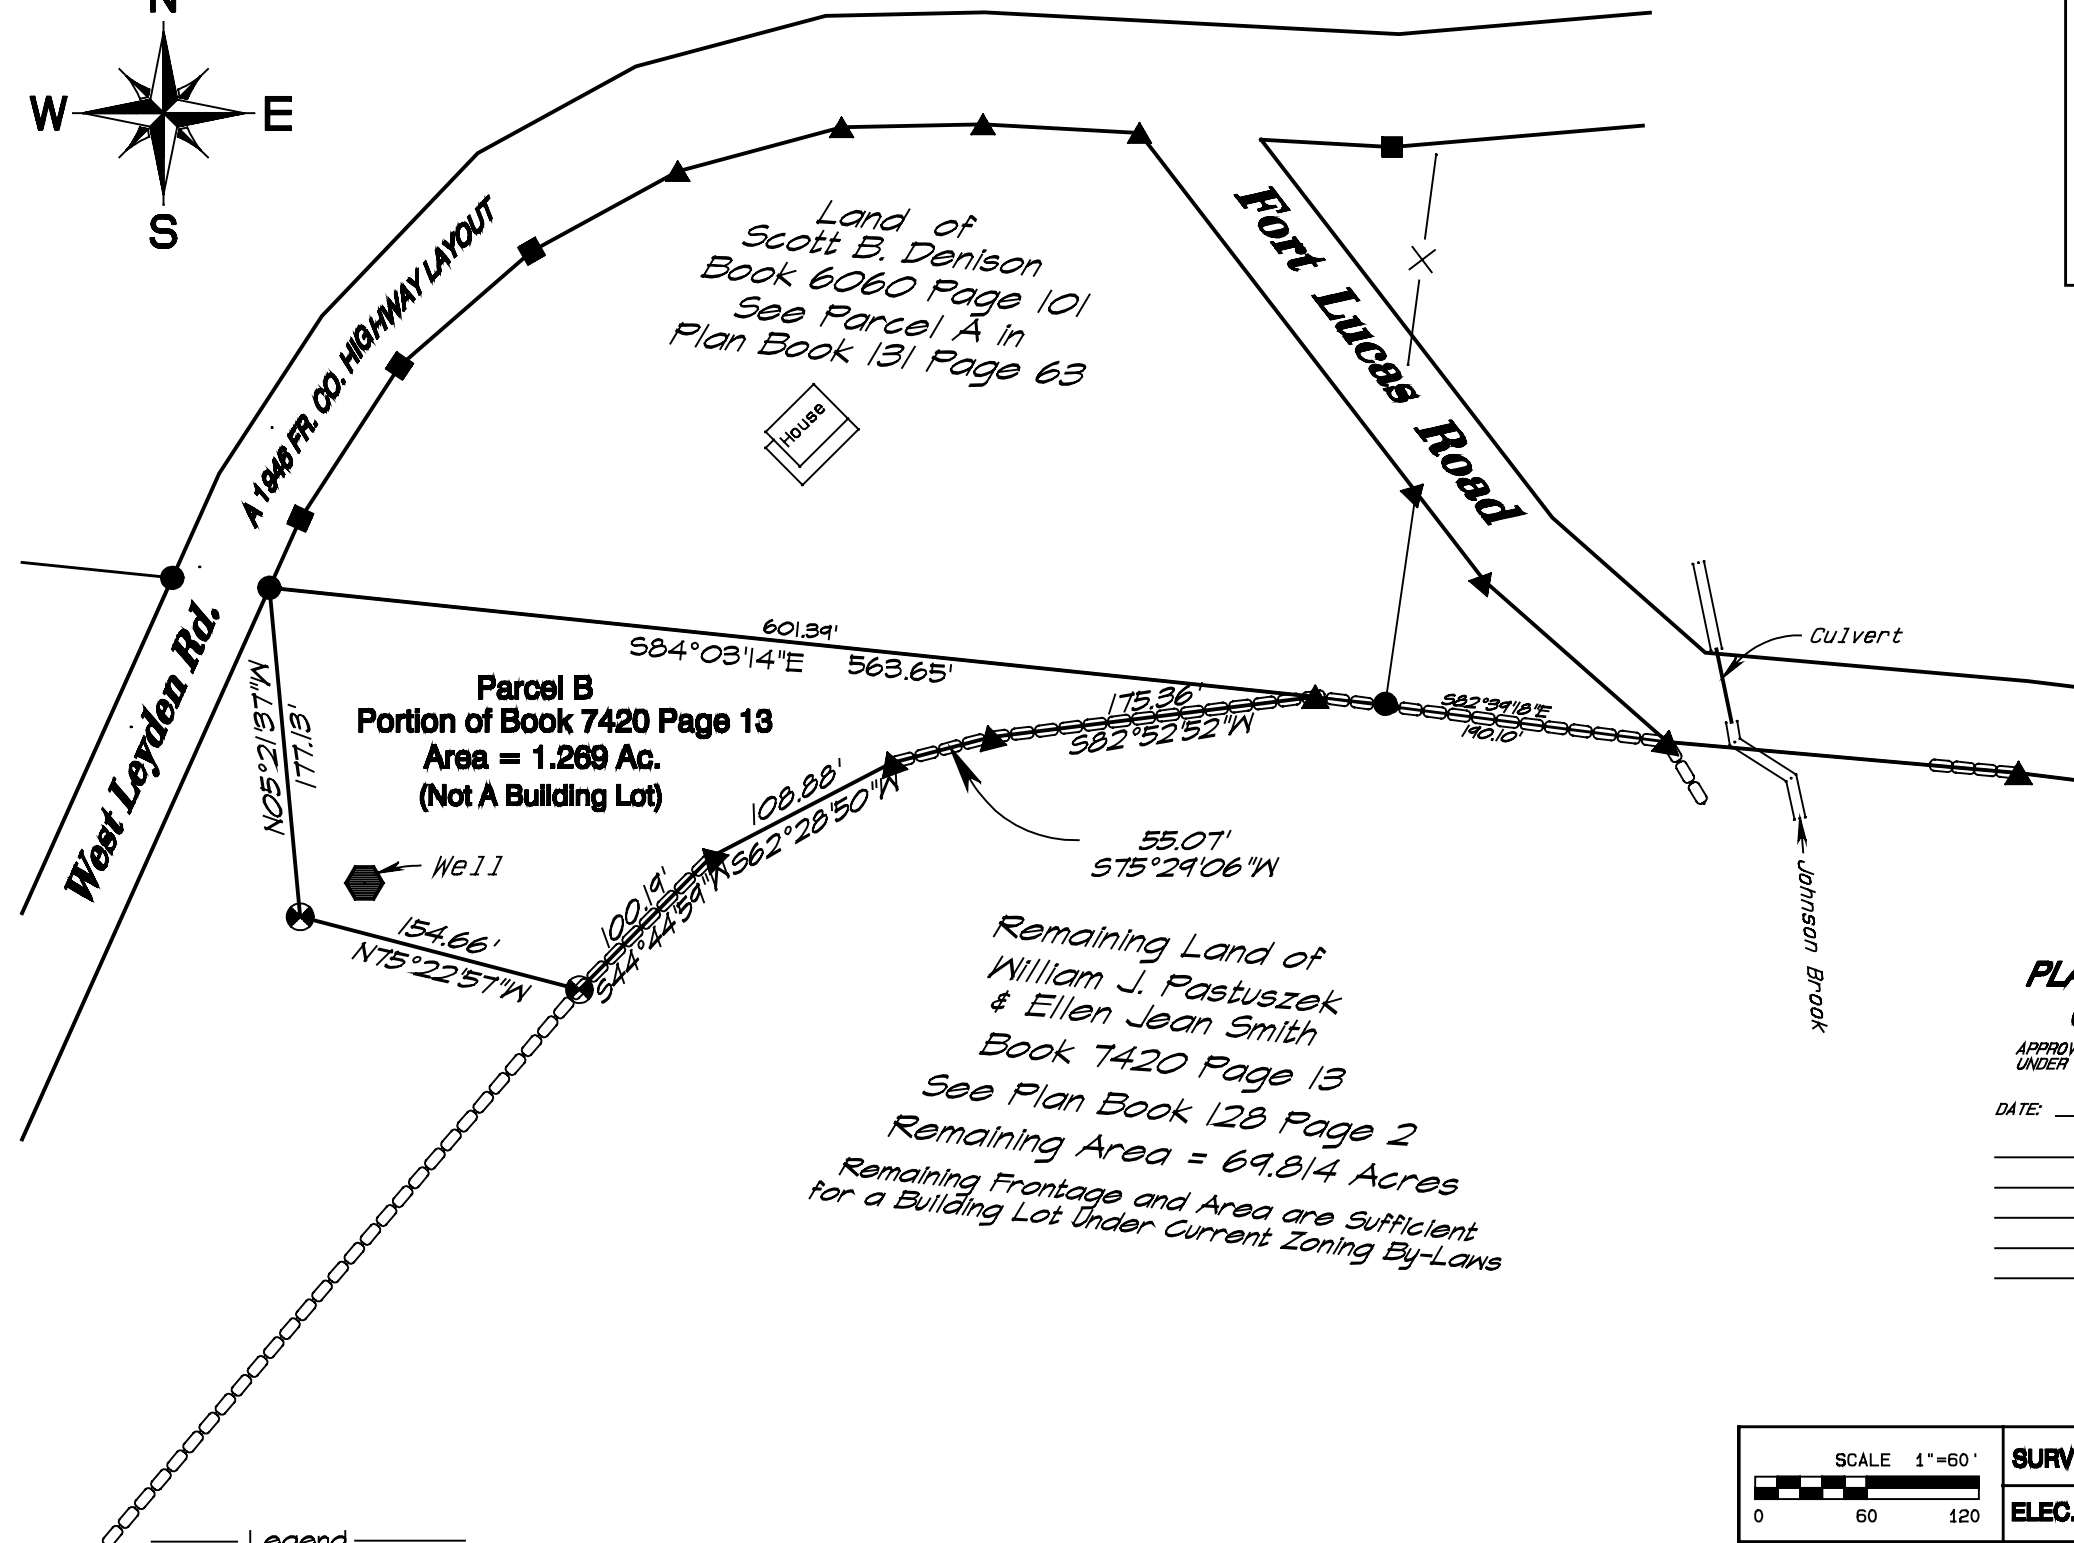 N
W E
S
A 1946 FR. CO. HIGHWAY LAYOUT
Land of
Scott B. Denison
Book 6060 Page 101
See Parcel A in
Plan Book 131 Page 63
House
Fort Lucas Road
West Leyden Rd.
601.39'
S84°03'14"E 563.65'
Parcel B
Portion of Book 7420 Page 13
Area = 1.269 Ac.
(Not A Building Lot)
N05°21'37"W
177.13'
Well
154.66'
N75°22'57"W
100.19'
S44°44'59"W
108.88'
S62°28'50"W
175.36'
S82°52'52"W
55.07'
S75°29'06"W
S82°39'18"E
190.10'
Culvert
Johnson Brook
Remaining Land of
William J. Pastuszek
& Ellen Jean Smith
Book 7420 Page 13
See Plan Book 128 Page 2
Remaining Area = 69.814 Acres
Remaining Frontage and Area are Sufficient
for a Building Lot Under Current Zoning By-Laws
PLA
APPROV
UNDER
DATE:
SCALE 1"=60'
0 60 120
SURV
ELEC.
Legend